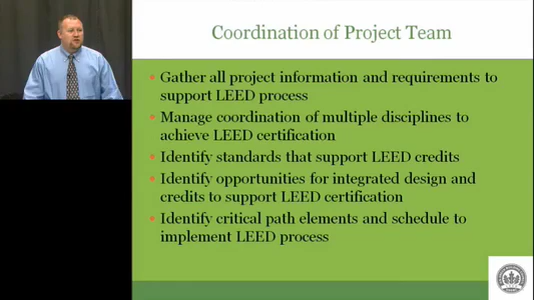 Coordination of Project Team
• Gather all project information and requirements to
support LEED process
• Manage coordination of multiple disciplines to
achieve LEED certification
• Identify standards that support LEED credits
• Identify opportunities for integrated design and
credits to support LEED certification
• Identify critical path elements and schedule to
implement LEED process